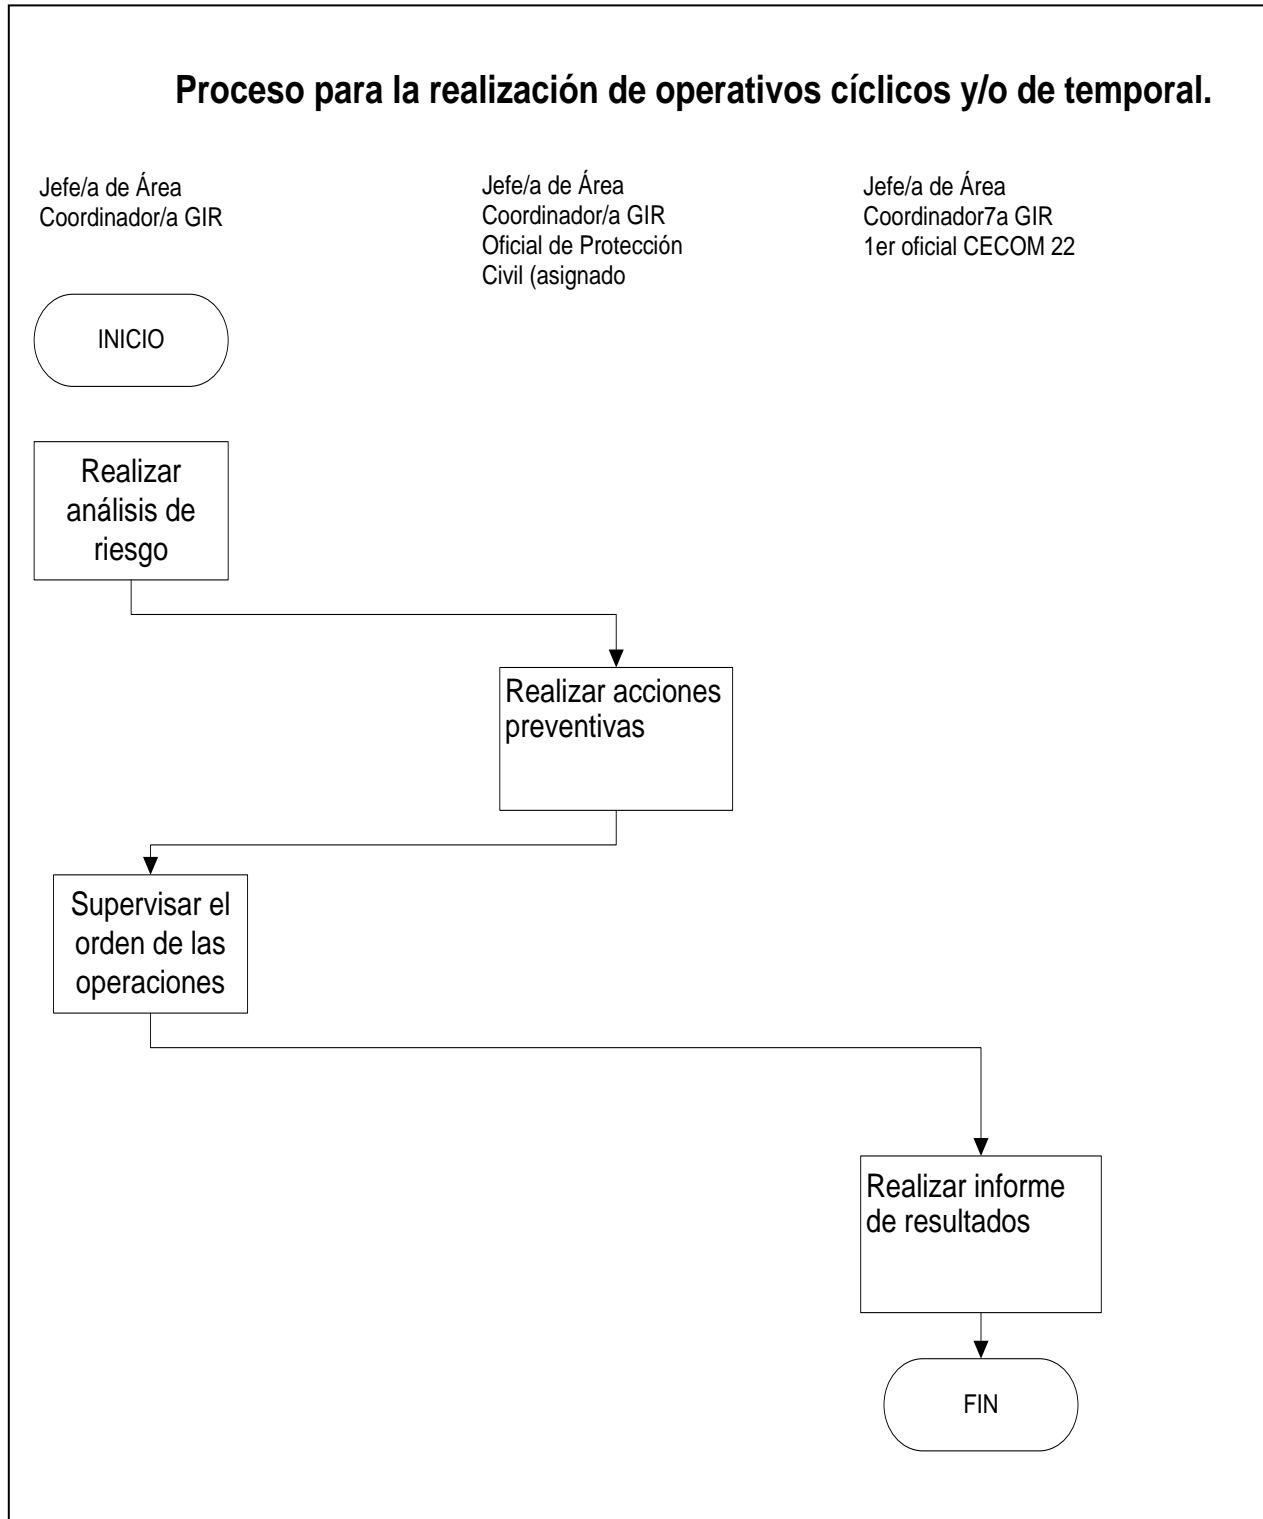 Proceso para la realización de operativos cíclicos y/o de temporal.
Jefe/a de Área
Coordinador/a GIR
Jefe/a de Área
Coordinador/a GIR
Oficial de Protección
Civil (asignado
Jefe/a de Área
Coordinador7a GIR
1er oficial CECOM 22
INICIO
Realizar
análisis de
riesgo
Realizar acciones
preventivas
Supervisar el
orden de las
operaciones
Realizar informe
de resultados
FIN